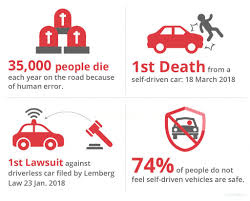 35,000 people die
each year on the road because
of human error.
1st Death from a
self-driven car: 18 March 2018
1st Lawsuit against
driverless car filed by Lemberg
Law 23 Jan. 2018
74% of people do not
feel self-driven vehicles are safe.